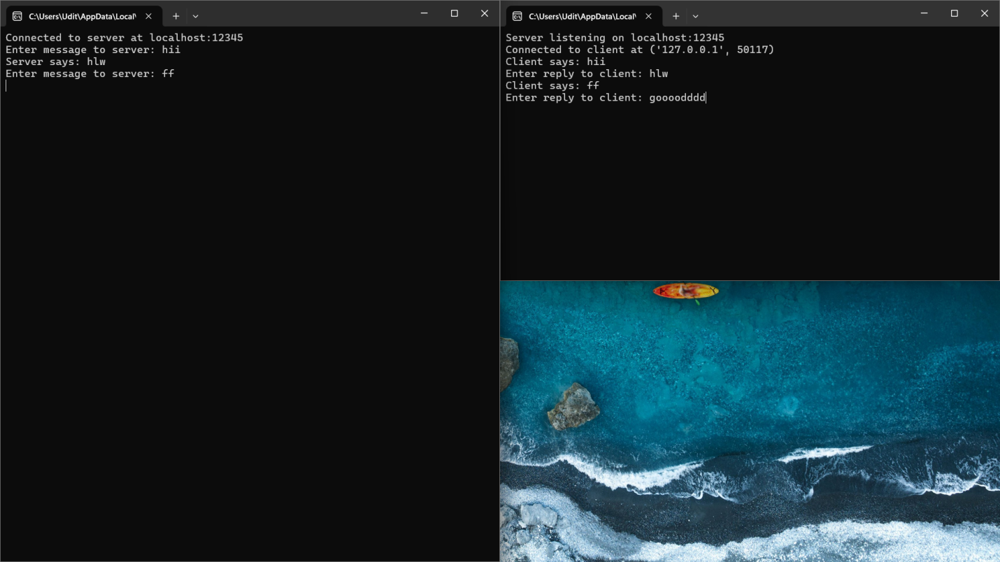 C:\Users\Udit\AppData\Local\
Connected to server at localhost:12345
Enter message to server: hii
Server says: hlw
Enter message to server: ff
C:\Users\Udit\AppData\Local\
Server listening on localhost:12345
Connected to client at ('127.0.0.1', 50117)
Client says: hii
Enter reply to client: hlw
Client says: ff
Enter reply to client: goooodddd